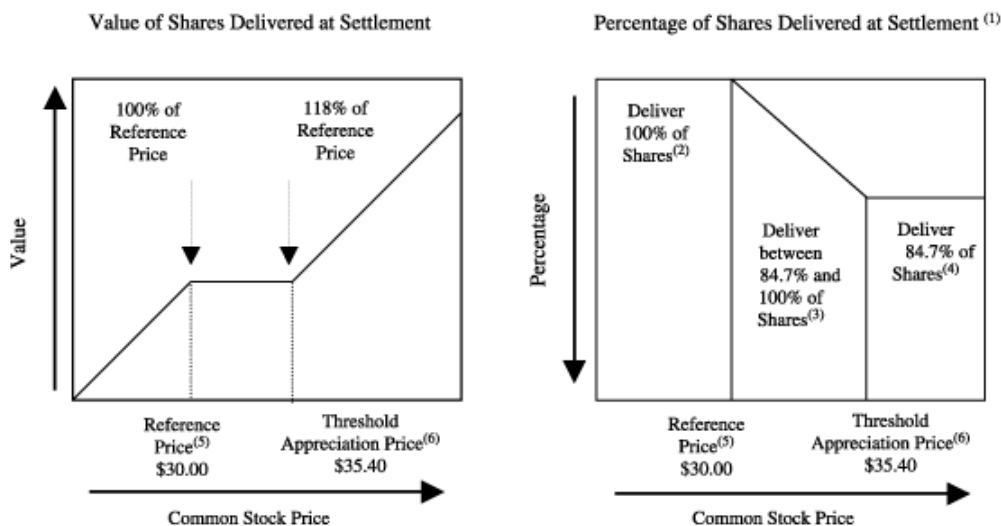 Value of Shares Delivered at Settlement
100% of
Reference
Price
118% of
Reference
Price
Value
Reference
Price(5)
$30.00
Threshold
Appreciation Price(6)
$35.40
Common Stock Price
Percentage of Shares Delivered at Settlement (1)
Deliver
100% of
Shares(2)
Deliver
between
84.7% and
100% of
Shares(3)
Deliver
84.7% of
Shares(4)
Percentage
Reference
Price(5)
$30.00
Threshold
Appreciation Price(6)
$35.40
Common Stock Price